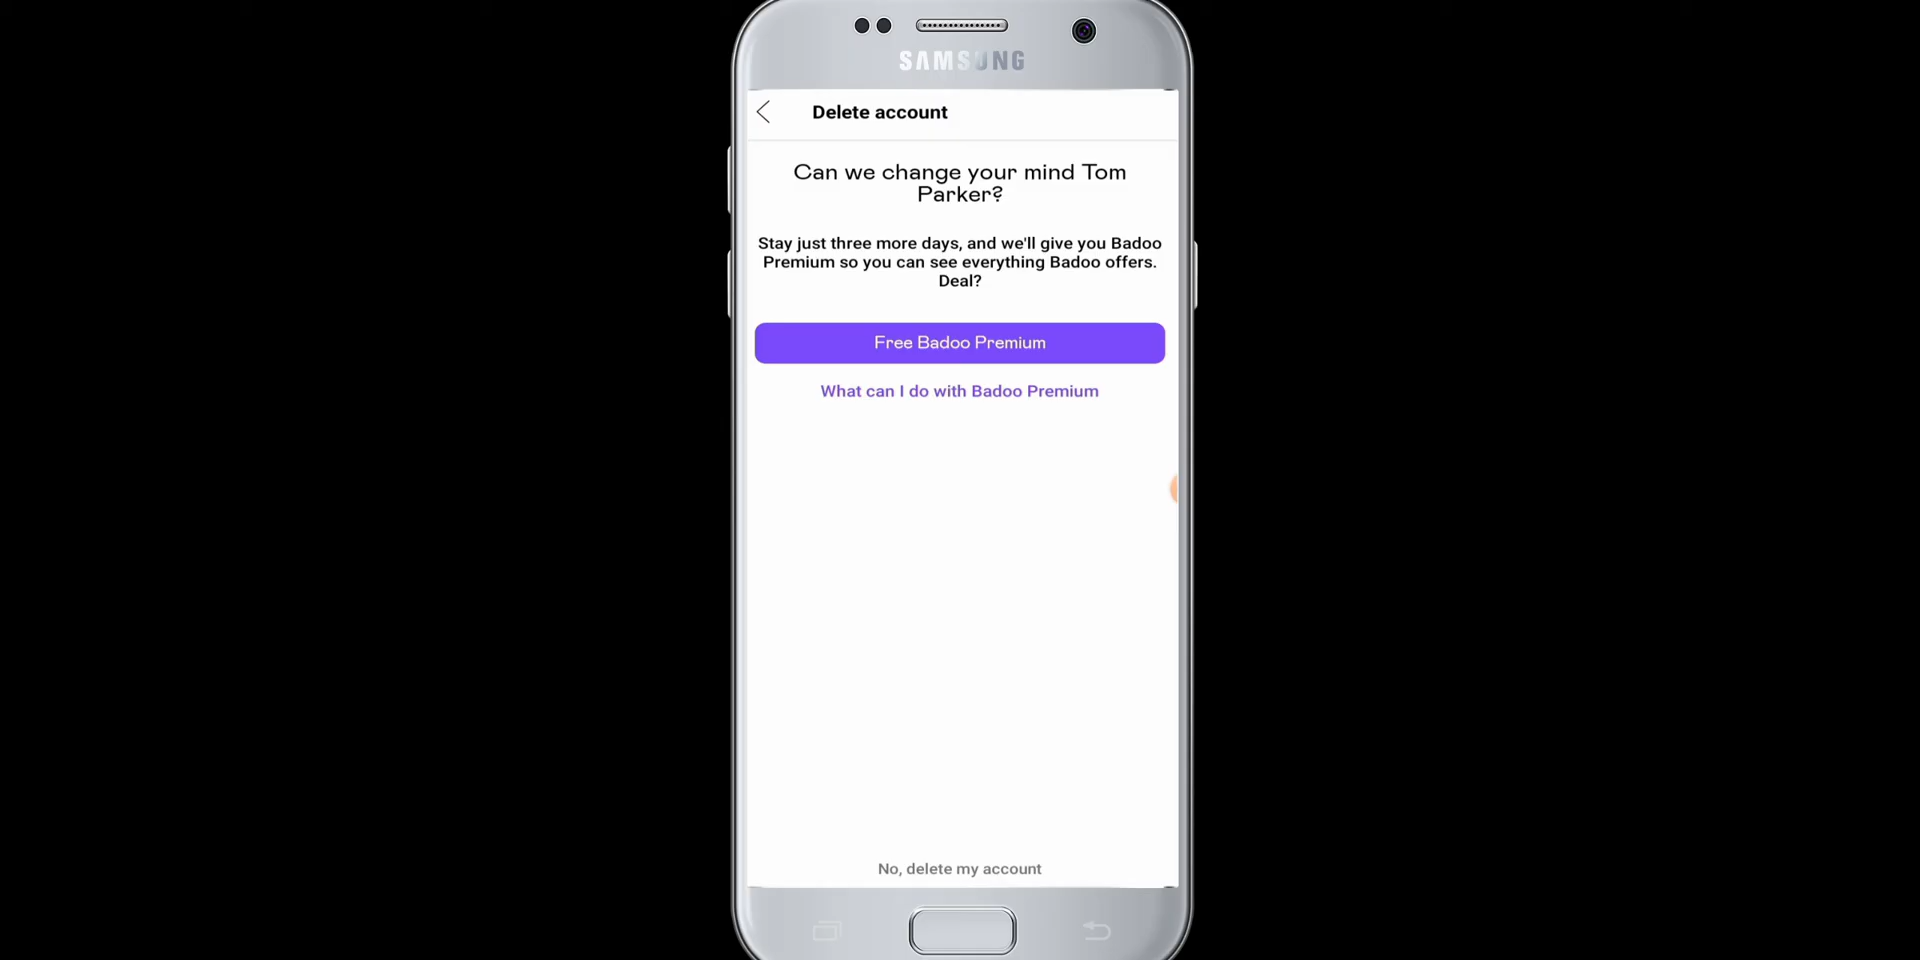 SAMSUNG
Delete account
Can we change your mind Tom
Parker?
Stay just three more days, and we'll give you Badoo
Premium so you can see everything Badoo offers.
Deal?
Free Badoo Premium
What can I do with Badoo Premium
No, delete my account